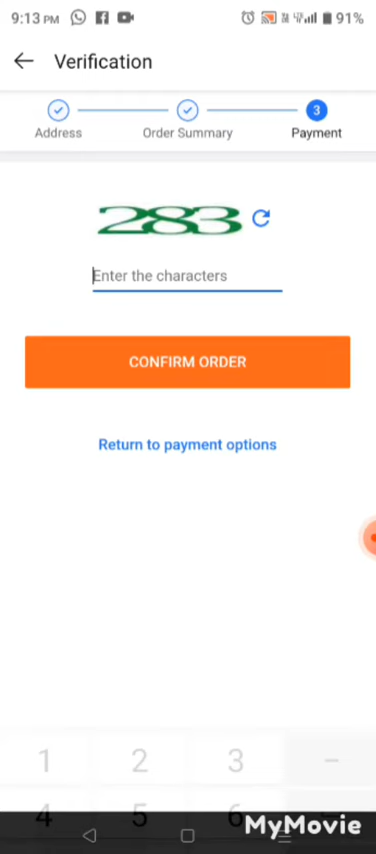 9:13 PM 91%
Verification
3
Address Order Summary Payment
283
Enter the characters
CONFIRM ORDER
Return to payment options
1 2 3 –
4 5 6
MyMovie